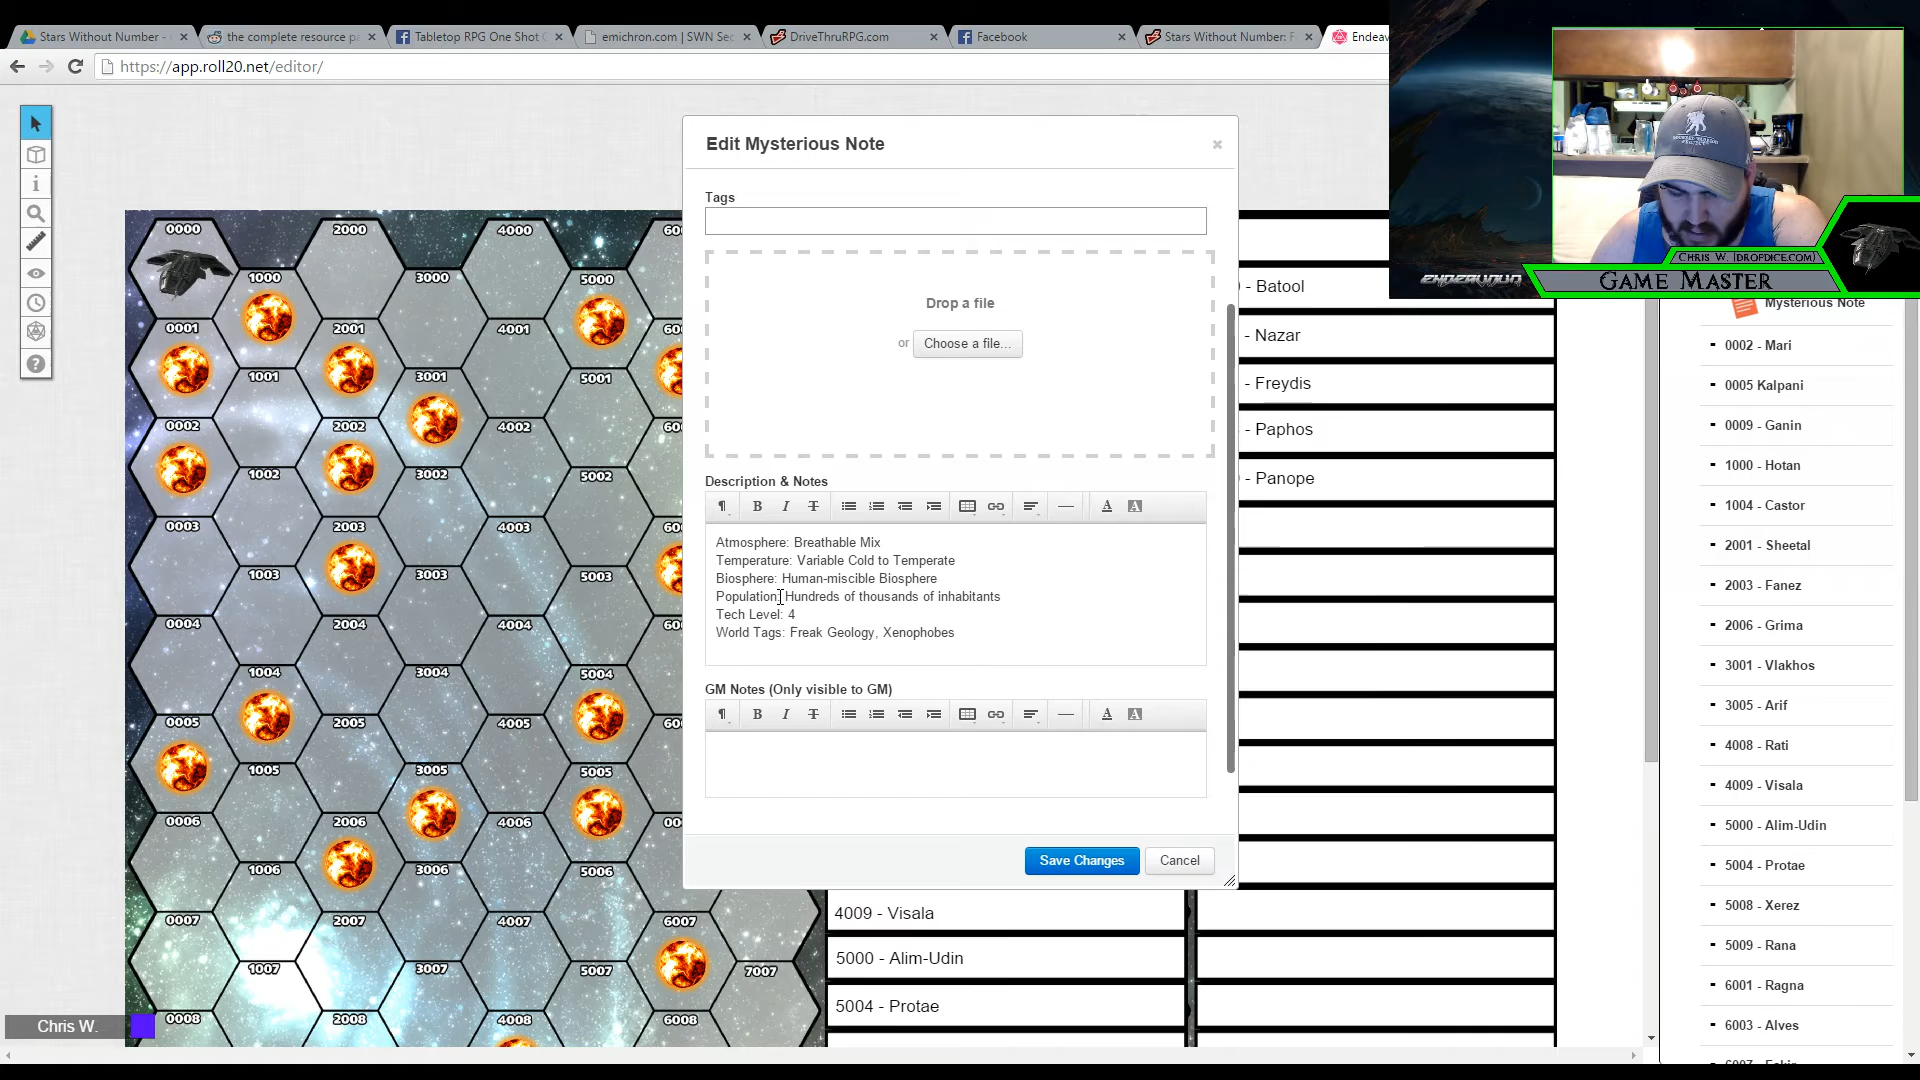 Stars Without Number -
the complete resource pa
Tabletop RPG One Shot
emichron.com | SWN Sec
DriveThruRPG.com
Facebook
Stars Without Number: F
Endeav
https://app.roll20.net/editor/
Edit Mysterious Note
Tags
Drop a file
or Choose a file...
Description & Notes
Atmosphere: Breathable Mix
Temperature: Variable Cold to Temperate
Biosphere: Human-miscible Biosphere
Population: Hundreds of thousands of inhabitants
Tech Level: 4
World Tags: Freak Geology, Xenophobes
GM Notes (Only visible to GM)
Save Changes
Cancel
0000
0001
0002
0003
0004
0005
0006
0007
0008
1000
1001
1002
1003
1004
1005
1006
1007
2000
2001
2002
2003
2004
2005
2006
2007
2008
3000
3001
3002
3003
3004
3005
3006
3007
4000
4001
4002
4003
4004
4005
4006
4007
4008
5000
5001
5002
5003
5004
5005
5006
5007
6007
6008
7007
- Batool
- Nazar
- Freydis
- Paphos
- Panope
4009 - Visala
5000 - Alim-Udin
5004 - Protae
Chris W. (dropdice.com)
Game Master
Mysterious Note
0002 - Mari
0005 Kalpani
0009 - Ganin
1000 - Hotan
1004 - Castor
2001 - Sheetal
2003 - Fanez
2006 - Grima
3001 - Vlakhos
3005 - Arif
4008 - Rati
4009 - Visala
5000 - Alim-Udin
5004 - Protae
5008 - Xerez
5009 - Rana
6001 - Ragna
6003 - Alves
Chris W.